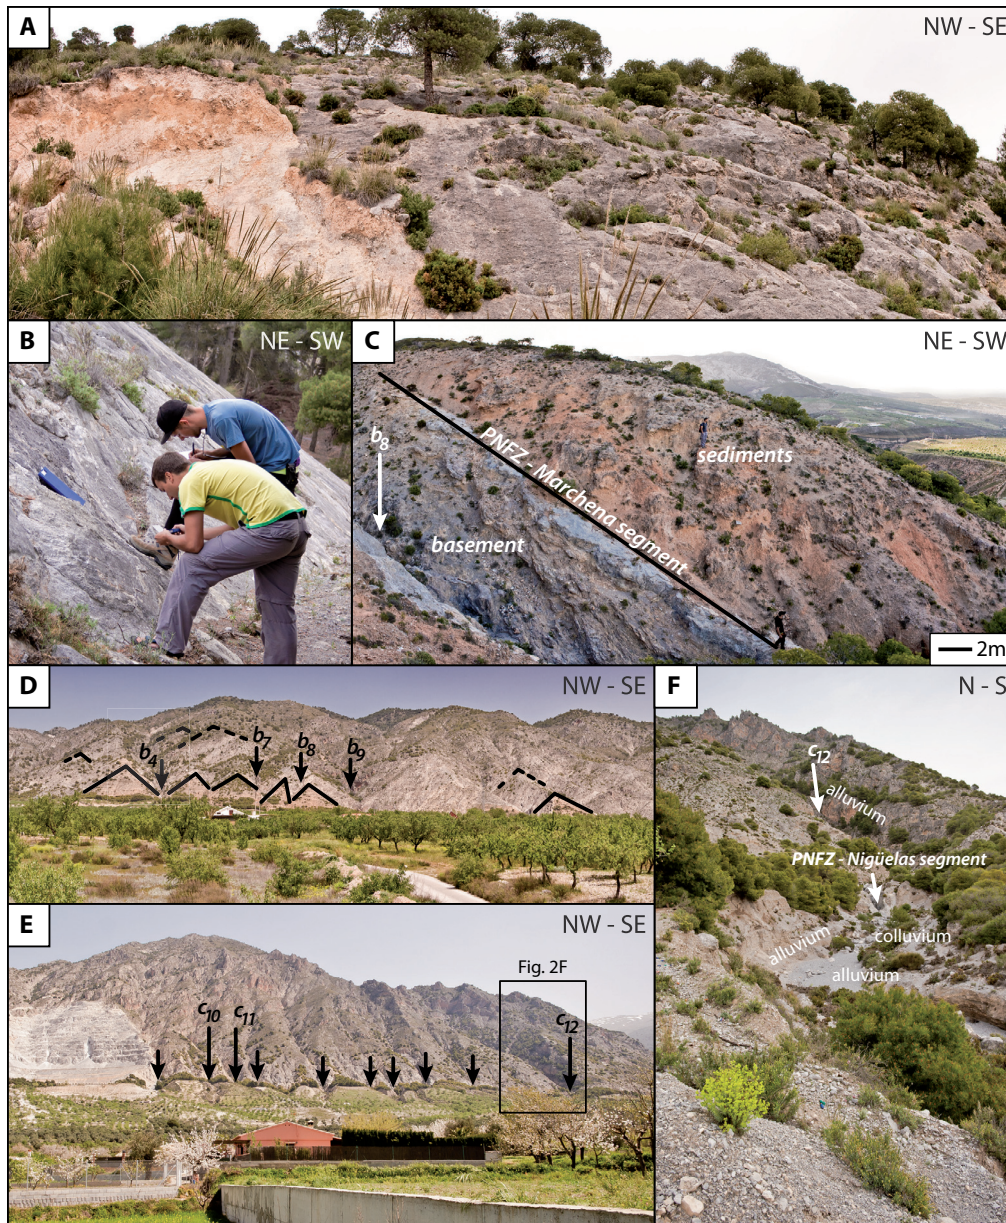 A
NW - SE
B
NE - SW
C
NE - SW
b8
PNFZ - Marchena segment
sediments
basement
2m
D
NW - SE
b4
b7
b8
b9
E
NW - SE
Fig. 2F
c10
c11
c12
F
N - S
c12
alluvium
PNFZ - Nigüelas segment
alluvium
colluvium
alluvium